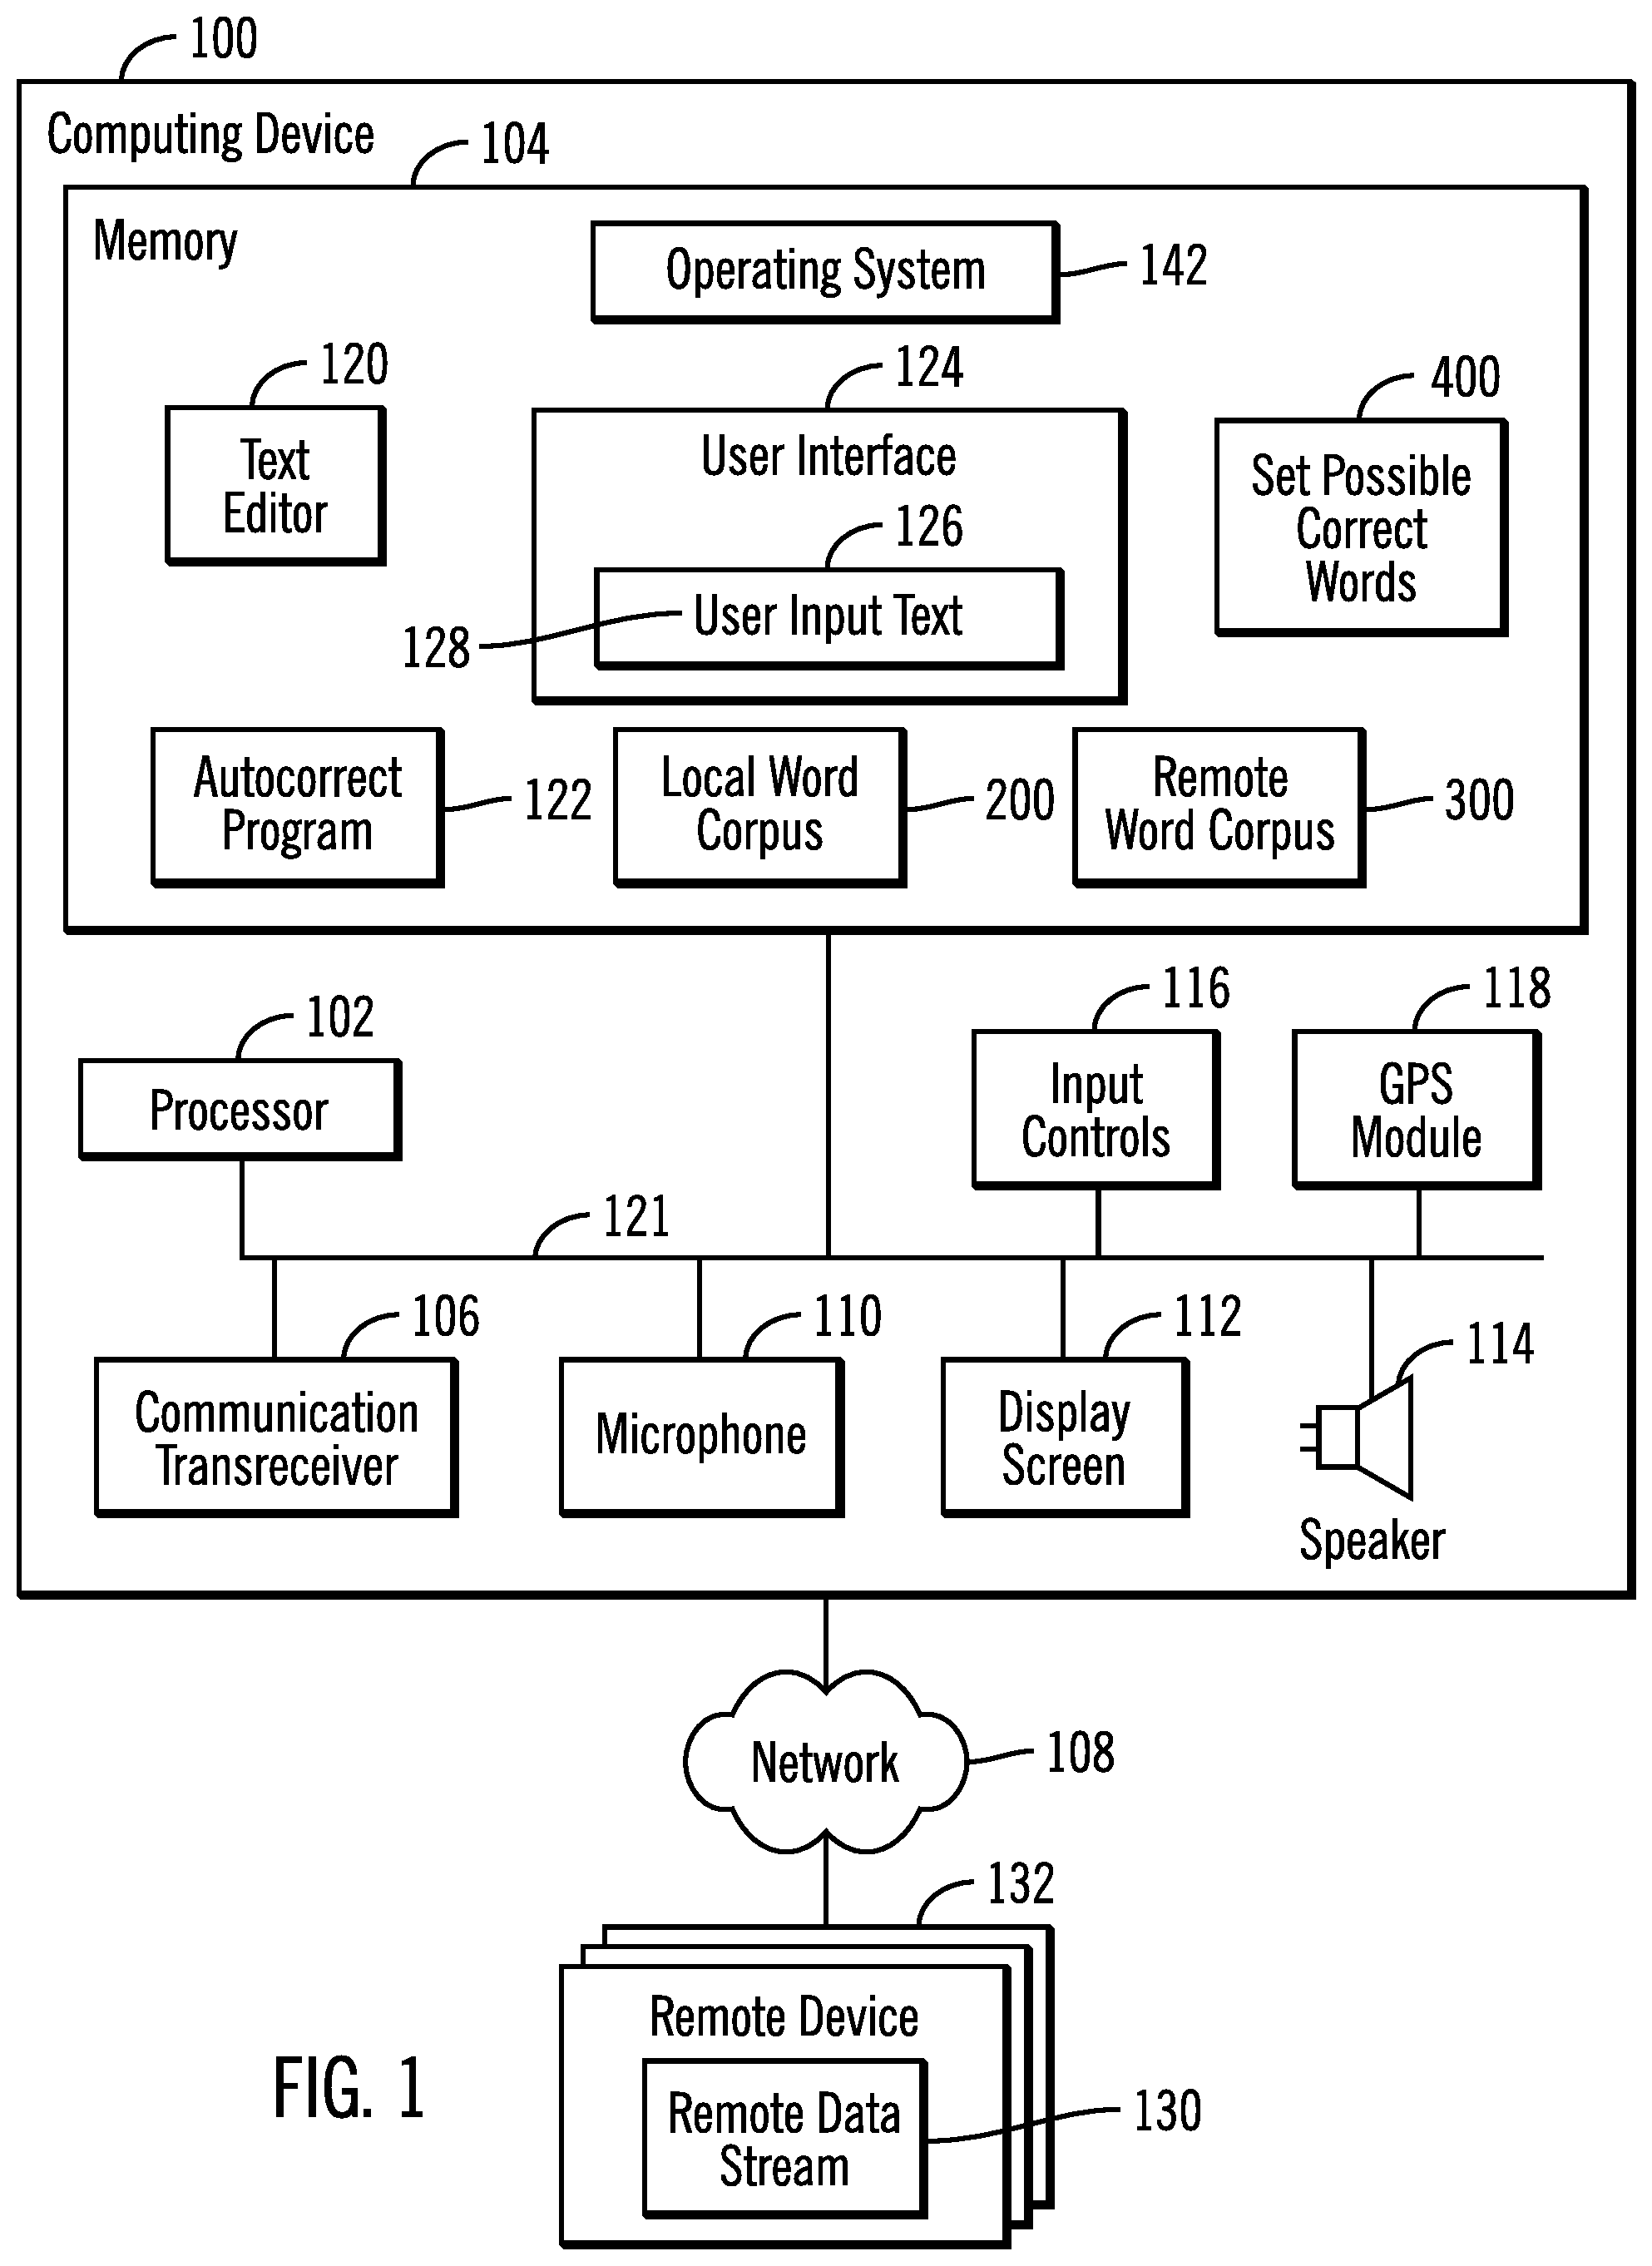 100
Computing Device
104
Memory
Operating System
142
120
Text
Editor
124
User Interface
126
User Input Text
128
400
Set Possible
Correct
Words
Autocorrect
Program
122
Local Word
Corpus
200
Remote
Word Corpus
300
102
Processor
116
Input
Controls
118
GPS
Module
121
106
Communication
Transreceiver
110
Microphone
112
Display
Screen
114
Speaker
Network
108
132
Remote Device
Remote Data
Stream
130
FIG. 1